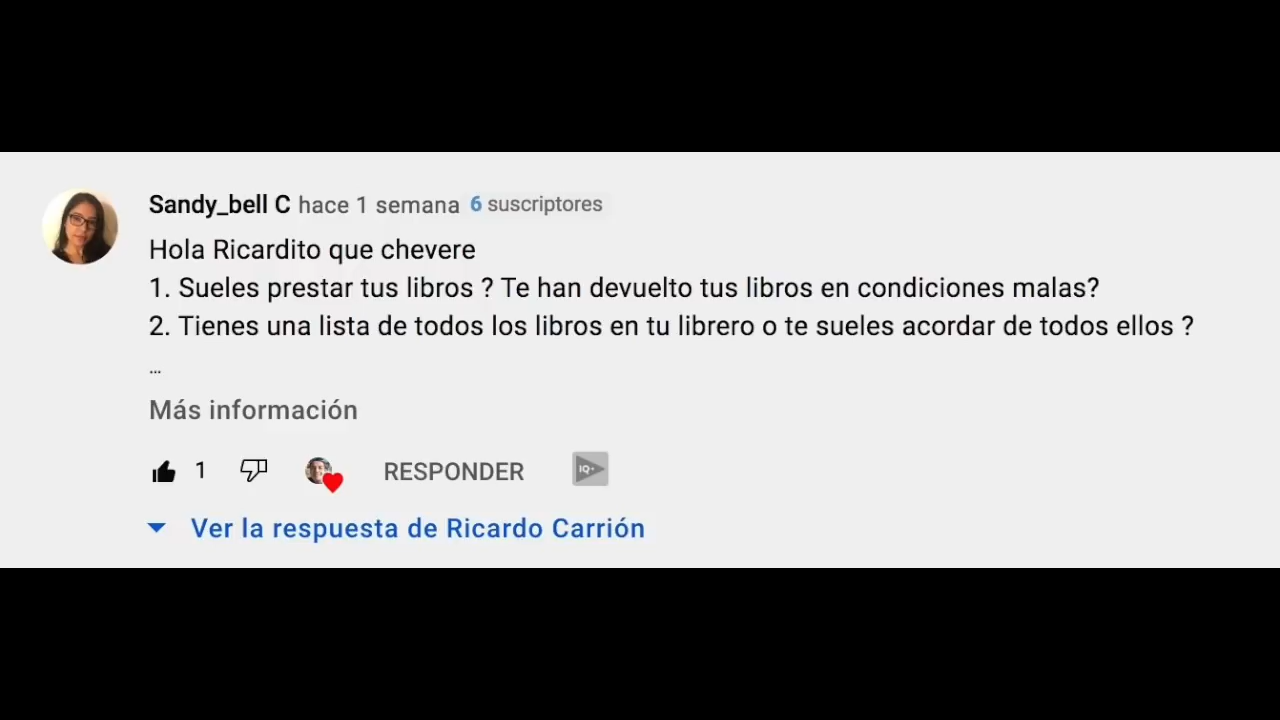 Sandy_bell C hace 1 semana 6 suscriptores
Hola Ricardito que chevere
1. Sueles prestar tus libros ? Te han devuelto tus libros en condiciones malas?
2. Tienes una lista de todos los libros en tu librero o te sueles acordar de todos ellos ?
...
Más información
1 RESPONDER IQ
Ver la respuesta de Ricardo Carrión